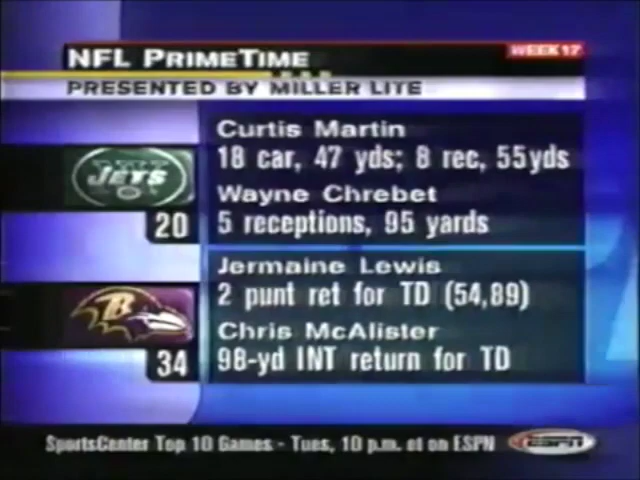 NFL PRIMETIME
WEEK 17
PRESENTED BY MILLER LITE
Curtis Martin
18 car, 47 yds; 8 rec, 55yds
JETS
Wayne Chrebet
20
5 receptions, 95 yards
Jermaine Lewis
2 punt ret for TD (54,89)
B
Chris McAlister
34
98-yd INT return for TD
SportsCenter Top 10 Games - Tues, 10 p.m. et on ESPN
ESPN